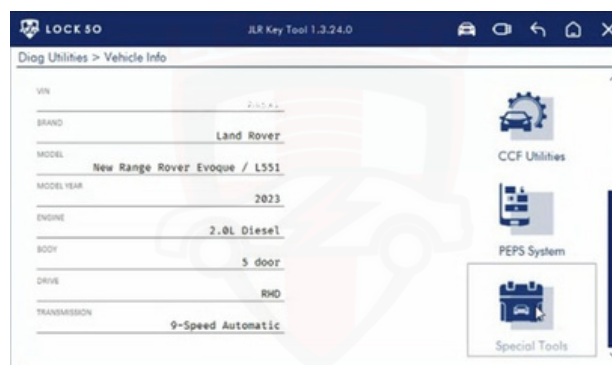 LOCK 50
JLR Key Tool 1.3.24.0
Diag Utilities > Vehicle Info
VIN
BRAND
Land Rover
MODEL
New Range Rover Evoque / L551
MODEL YEAR
2023
ENGINE
2.0L Diesel
BODY
5 door
DRIVE
RHD
TRANSMISSION
9-Speed Automatic
CCF Utilities
PEPS System
Special Tools